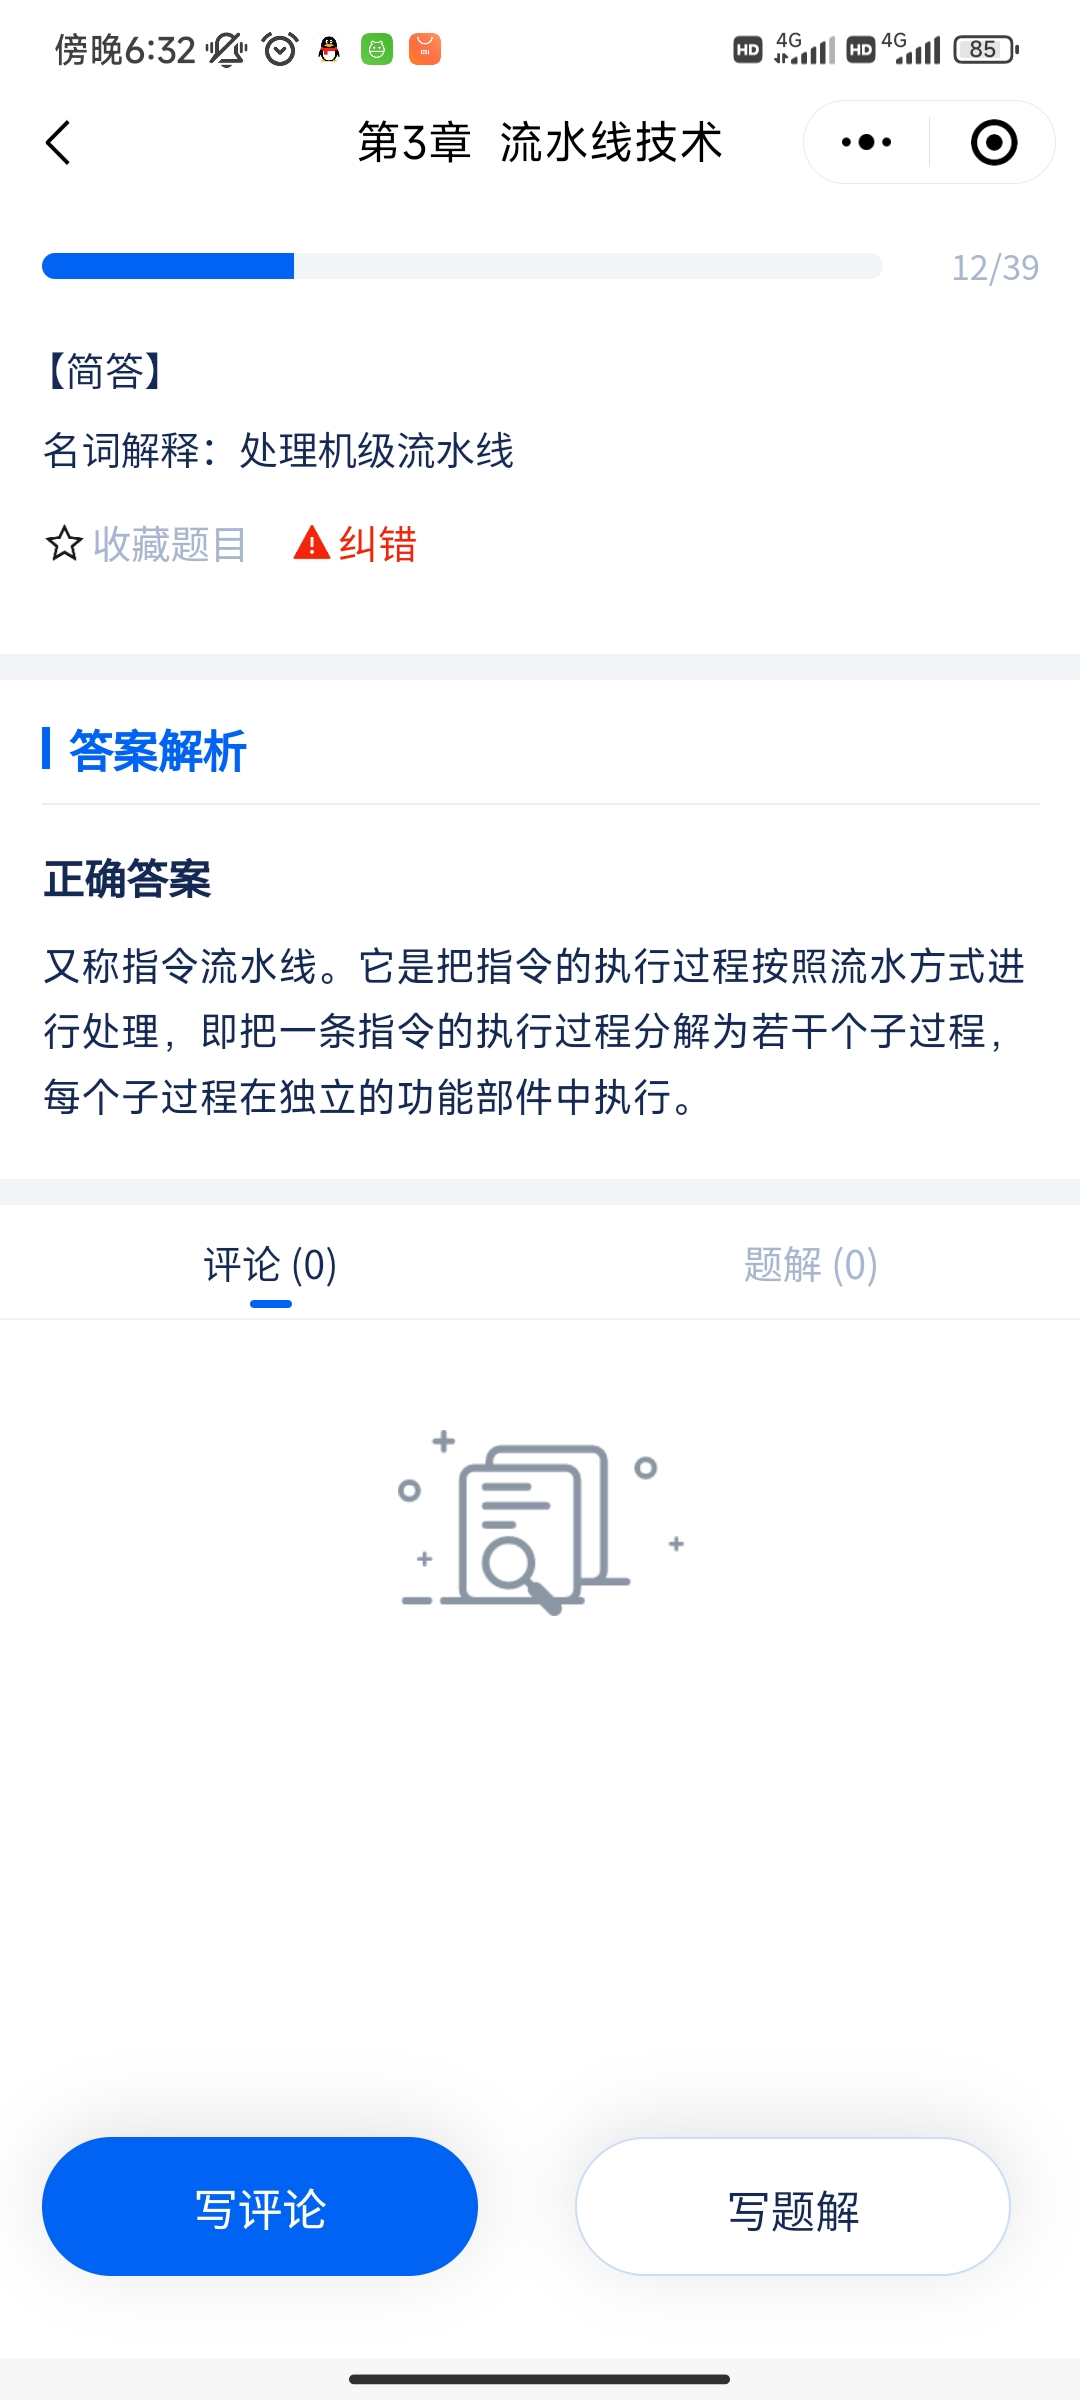 傍晚6:32
HD 4G HD 4G 85
第3章 流水线技术
12/39
【简答】
名词解释：处理机级流水线
收藏题目 纠错
答案解析
正确答案
又称指令流水线。它是把指令的执行过程按照流水方式进
行处理，即把一条指令的执行过程分解为若干个子过程，
每个子过程在独立的功能部件中执行。
评论 (0) 题解 (0)
写评论 写题解